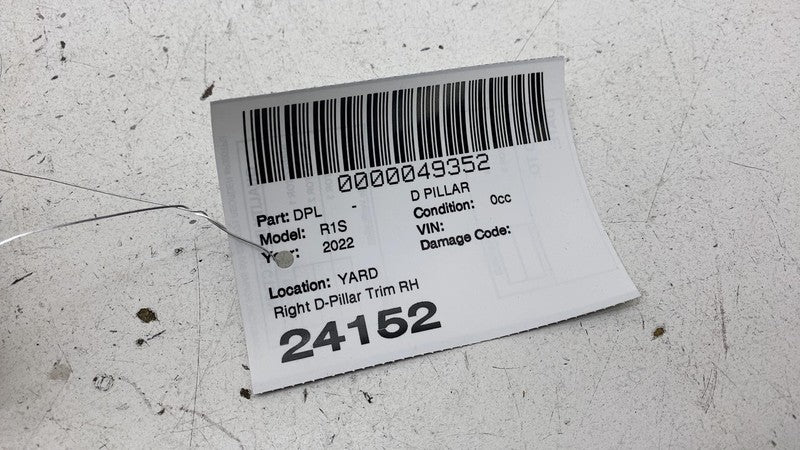 0000049352
Part: DPL - D PILLAR
Model: R1S Condition: 0cc
Year: 2022 VIN:
Damage Code:
Location: YARD
Right D-Pillar Trim RH
24152